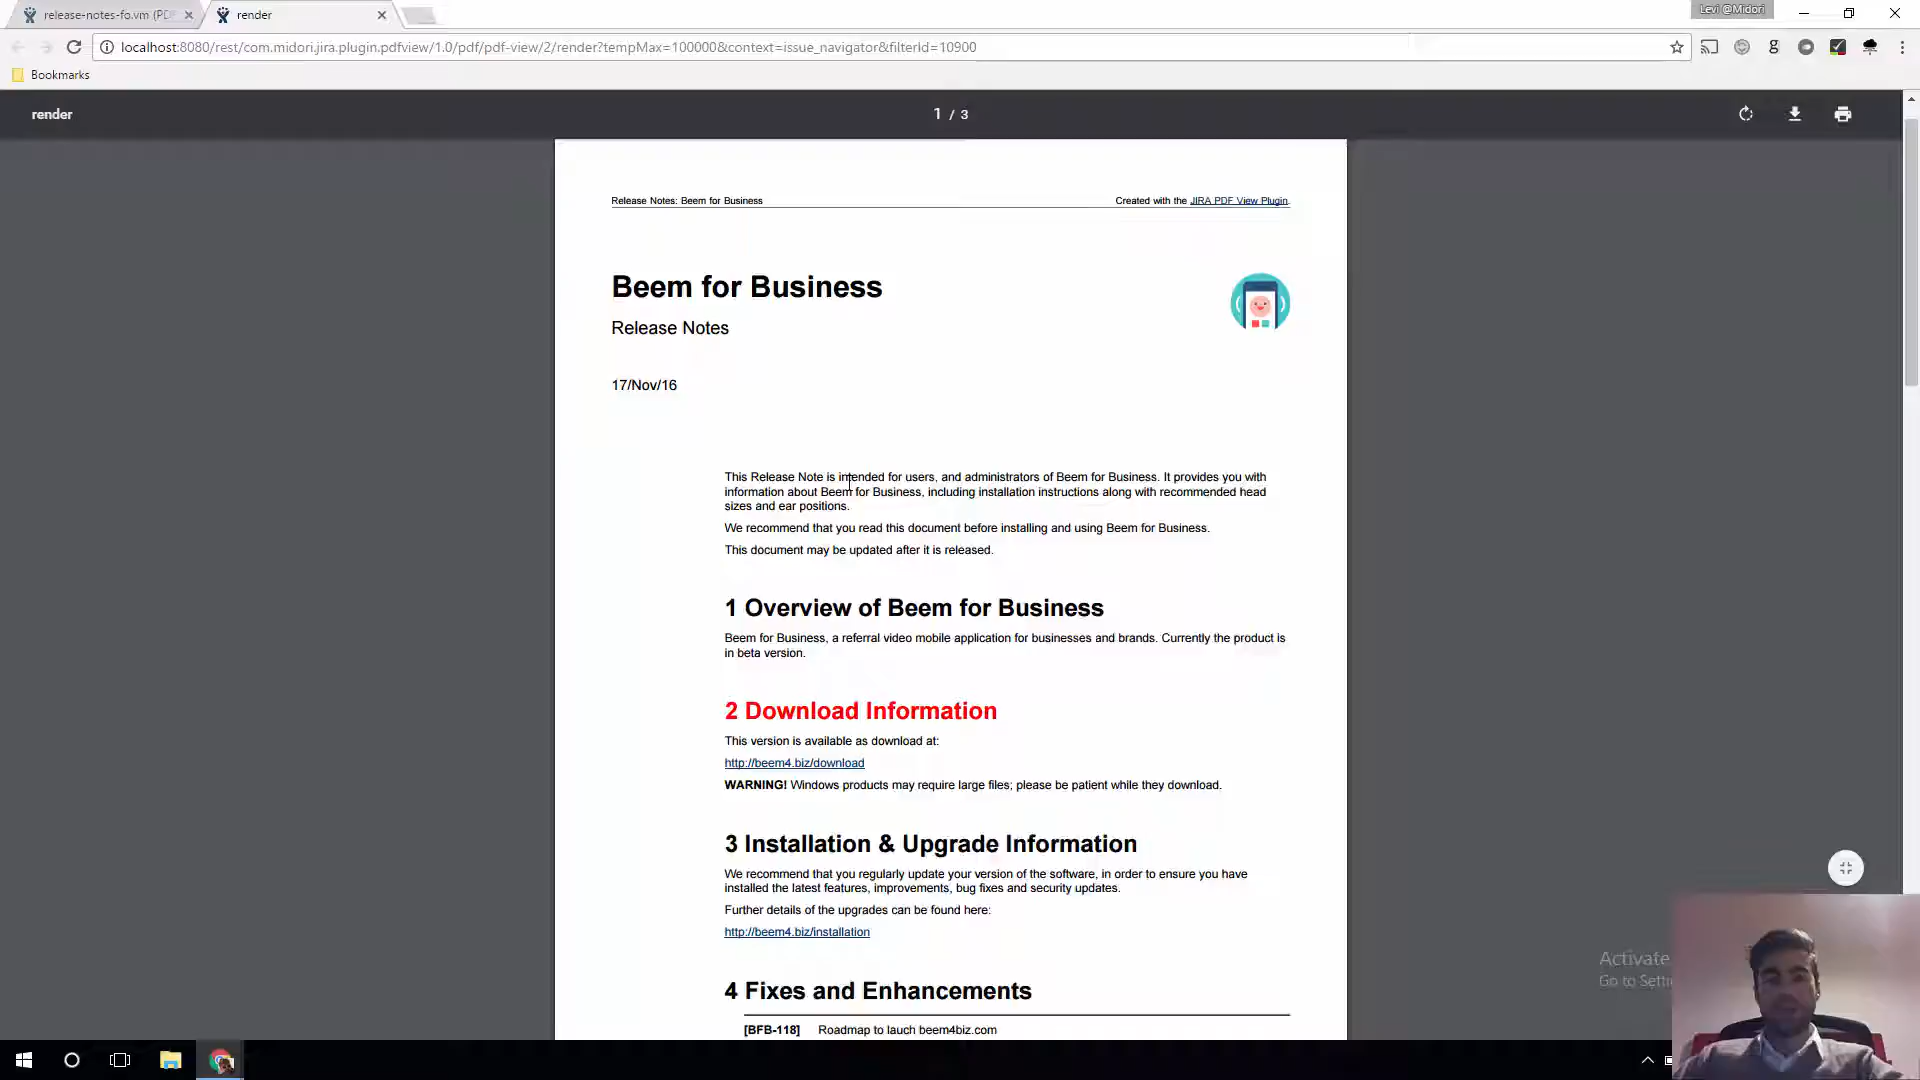 release-notes-fo.vm (PDF
render
Levi @Midori
localhost:8080/rest/com.midori.jira.plugin.pdfview/1.0/pdf/pdf-view/2/render?tempMax=100000&context=issue_navigator&filterId=10900
Bookmarks
render
1 / 3
Release Notes: Beem for Business
Created with the JIRA PDF View Plugin.
Beem for Business
Release Notes
17/Nov/16
This Release Note is intended for users, and administrators of Beem for Business. It provides you with
information about Beem for Business, including installation instructions along with recommended head
sizes and ear positions.
We recommend that you read this document before installing and using Beem for Business.
This document may be updated after it is released.
1 Overview of Beem for Business
Beem for Business, a referral video mobile application for businesses and brands. Currently the product is
in beta version.
2 Download Information
This version is available as download at:
http://beem4.biz/download
WARNING! Windows products may require large files; please be patient while they download.
3 Installation & Upgrade Information
We recommend that you regularly update your version of the software, in order to ensure you have
installed the latest features, improvements, bug fixes and security updates.
Further details of the upgrades can be found here:
http://beem4.biz/installation
4 Fixes and Enhancements
[BFB-118] Roadmap to lauch beem4biz.com
Activate
Go to Setti